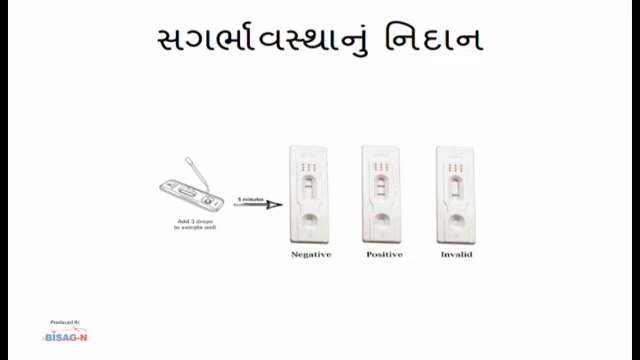 સગર્ભાવસ્થાનું નિદાન
5 minutes
Add 3 drops
to sample well
Negative
Positive
Invalid
Produced At
BISAG-N